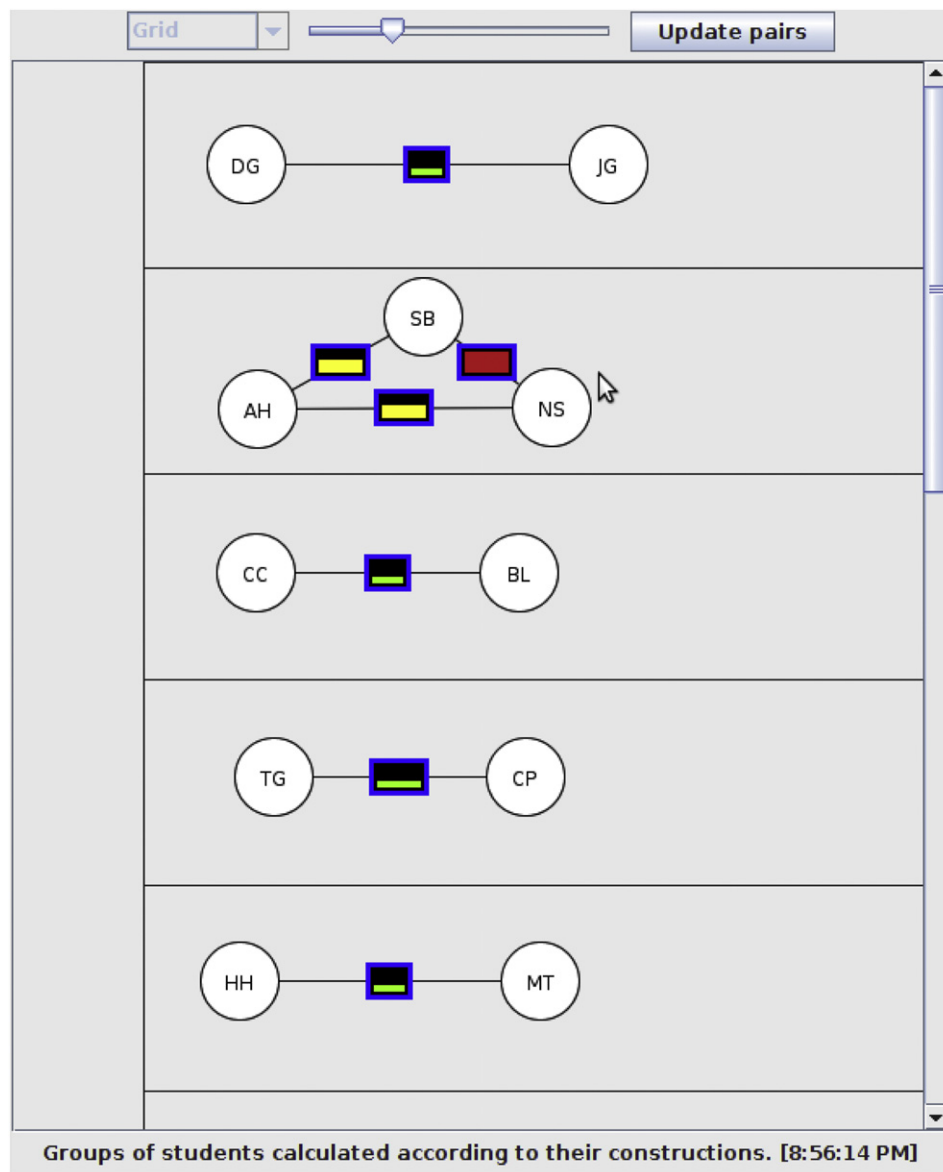 Grid
Update pairs
DG
JG
SB
AH
NS
CC
BL
TG
CP
HH
MT
Groups of students calculated according to their constructions. [8:56:14 PM]